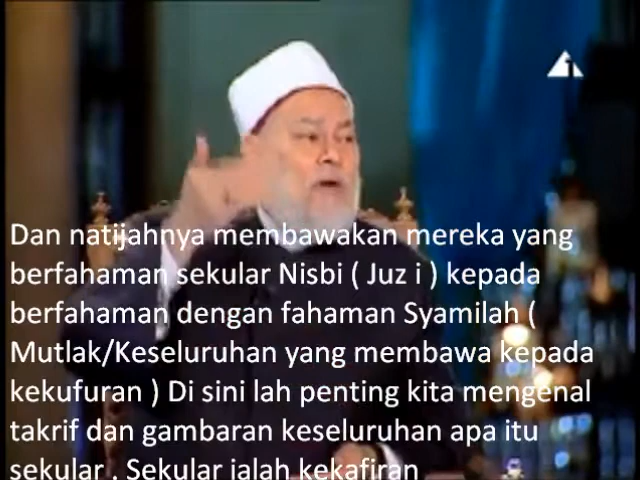 Dan natijahnya membawakan mereka yang
berfahaman sekular Nisbi ( Juz i ) kepada
berfahaman dengan fahaman Syamilah (
Mutlak/Keseluruhan yang membawa kepada
kekufuran ) Di sini lah penting kita mengenal
takrif dan gambaran keseluruhan apa itu
sekular . Sekular ialah kekafiran